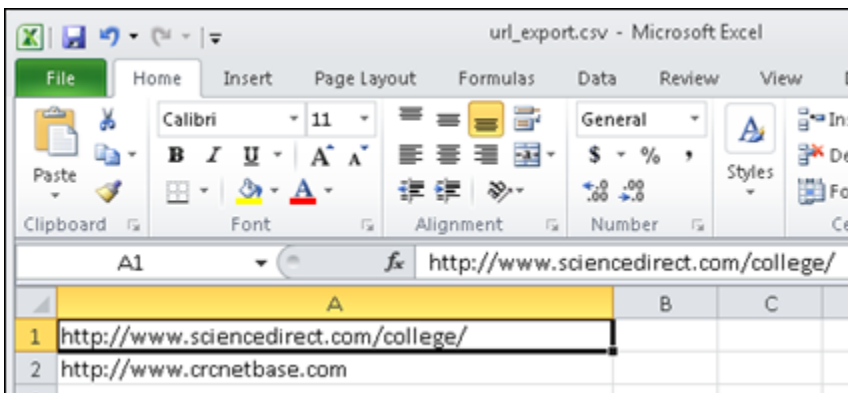 url_export.csv - Microsoft Excel
File Home Insert Page Layout Formulas Data Review View
Calibri 11 General
Paste B I U A A $ % , Styles
Clipboard Font Alignment Number
A1 fx http://www.sciencedirect.com/college/
A B C
1 http://www.sciencedirect.com/college/
2 http://www.crcnetbase.com